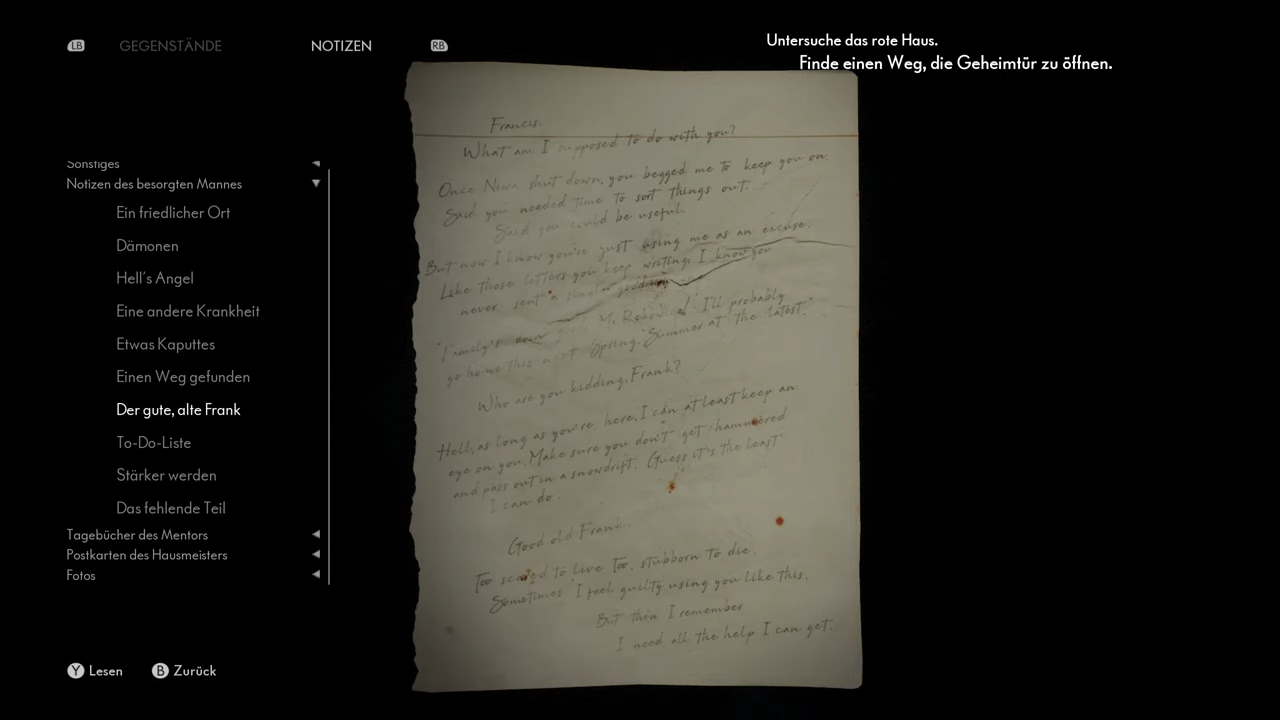 LB
GEGENSTÄNDE
NOTIZEN
RB
Untersuche das rote Haus.
Finde einen Weg, die Geheimtür zu öffnen.
Sonstiges
Notizen des besorgten Mannes
Ein friedlicher Ort
Dämonen
Hell's Angel
Eine andere Krankheit
Etwas Kaputtes
Einen Weg gefunden
Der gute, alte Frank
To-Do-Liste
Stärker werden
Das fehlende Teil
Tagebücher des Mentors
Postkarten des Hausmeisters
Fotos
Y Lesen
B Zurück
Francis.
What am I supposed to do with you?
Once Niwa shut down, you begged me to keep you on.
Said you needed time to sort things out.
Said you could be useful.
But now I know you're just using me as an excuse.
Like those letters you keep writing. I know you
never sent a single
"Family's M. I'll probably
go home this next Spring. Summer at the latest."
Who are you kidding, Frank?
Hell, as long as you're here, I can at least keep an
eye on you. Make sure you don't get hammered
and pass out in a snowdrift. Guess it's the least
I can do.
Good old Frank.
Too scared to live. Too stubborn to die.
Sometimes I feel guilty using you like this.
But then I remember
I need all the help I can get.